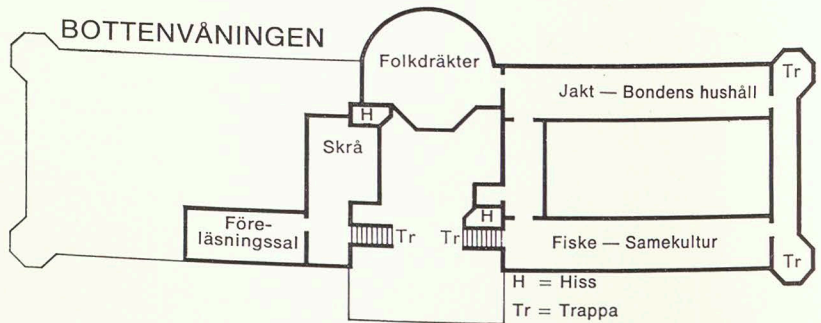 BOTTENVÅNINGEN
Folkdräkter
Tr
Jakt — Bondens hushåll
H
Skrå
H
Före-
läsningssal
Tr
Tr
Fiske — Samekultur
Tr
H = Hiss
Tr = Trappa